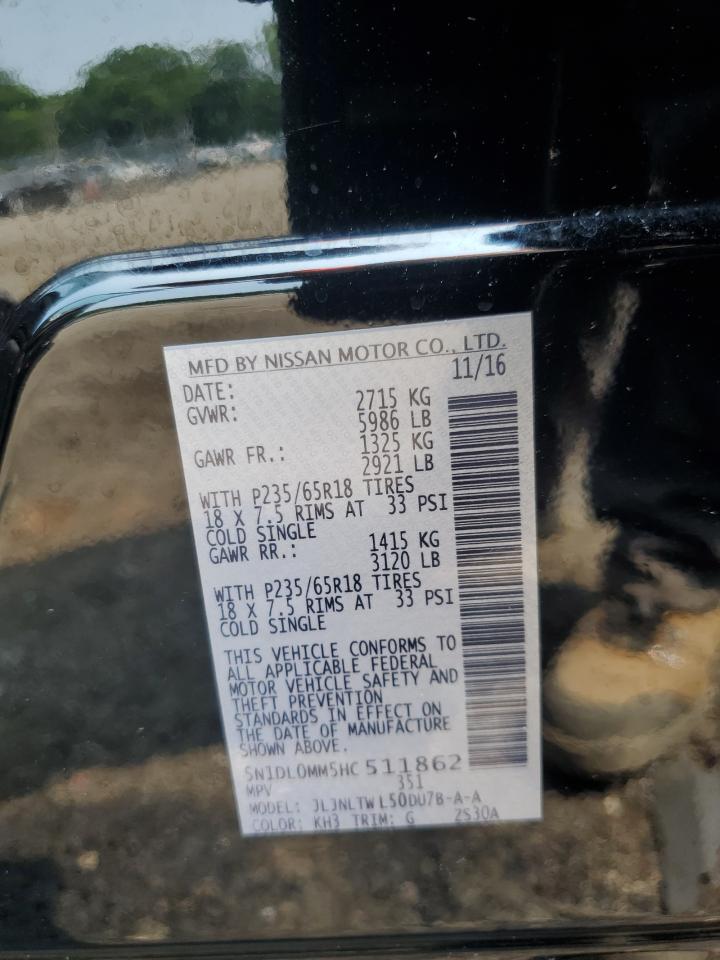 MFD BY NISSAN MOTOR CO., LTD.
DATE: 11/16
GVWR: 2715 KG
5986 LB
GAWR FR.: 1325 KG
2921 LB
WITH P235/65R18 TIRES
18 X 7.5 RIMS AT 33 PSI
COLD SINGLE
GAWR RR.: 1415 KG
3120 LB
WITH P235/65R18 TIRES
18 X 7.5 RIMS AT 33 PSI
COLD SINGLE
THIS VEHICLE CONFORMS TO
ALL APPLICABLE FEDERAL
MOTOR VEHICLE SAFETY AND
THEFT PREVENTION
STANDARDS IN EFFECT ON
THE DATE OF MANUFACTURE
SHOWN ABOVE.
5N1DL0MM5HC 511862
MPV 351
MODEL: JLJNLTW L50DU7B-A-A
COLOR: KH3 TRIM: G 2S30A